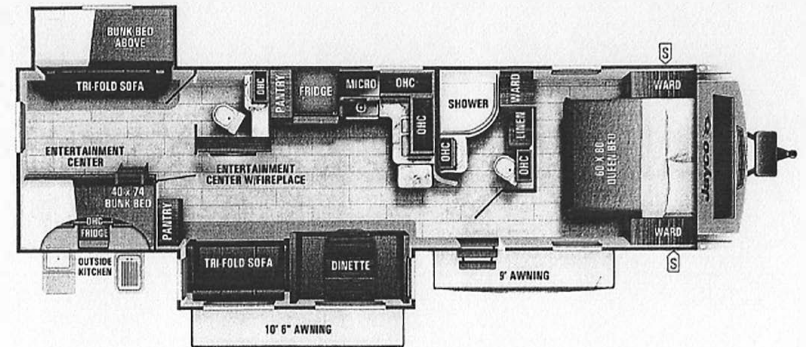 BUNK BED
ABOVE
TRI-FOLD SOFA
OHC
PANTRY
FRIDGE
MICRO
OHC
OHC
SHOWER
OHC
WARD
LINEN
OHC
60 X 80
QUEEN BED
WARD
S
Jayco
ENTERTAINMENT
CENTER
ENTERTAINMENT
CENTER W/FIREPLACE
40 x 74
BUNK BED
OHC
FRIDGE
PANTRY
OUTSIDE
KITCHEN
TRI-FOLD SOFA
DINETTE
WARD
S
9' AWNING
10' 6" AWNING